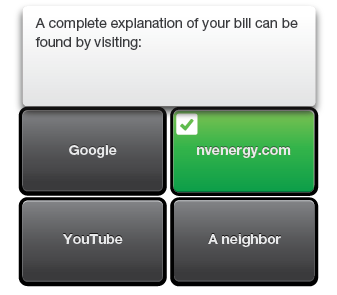 A complete explanation of your bill can be
found by visiting:
Google
nvenergy.com
YouTube
A neighbor